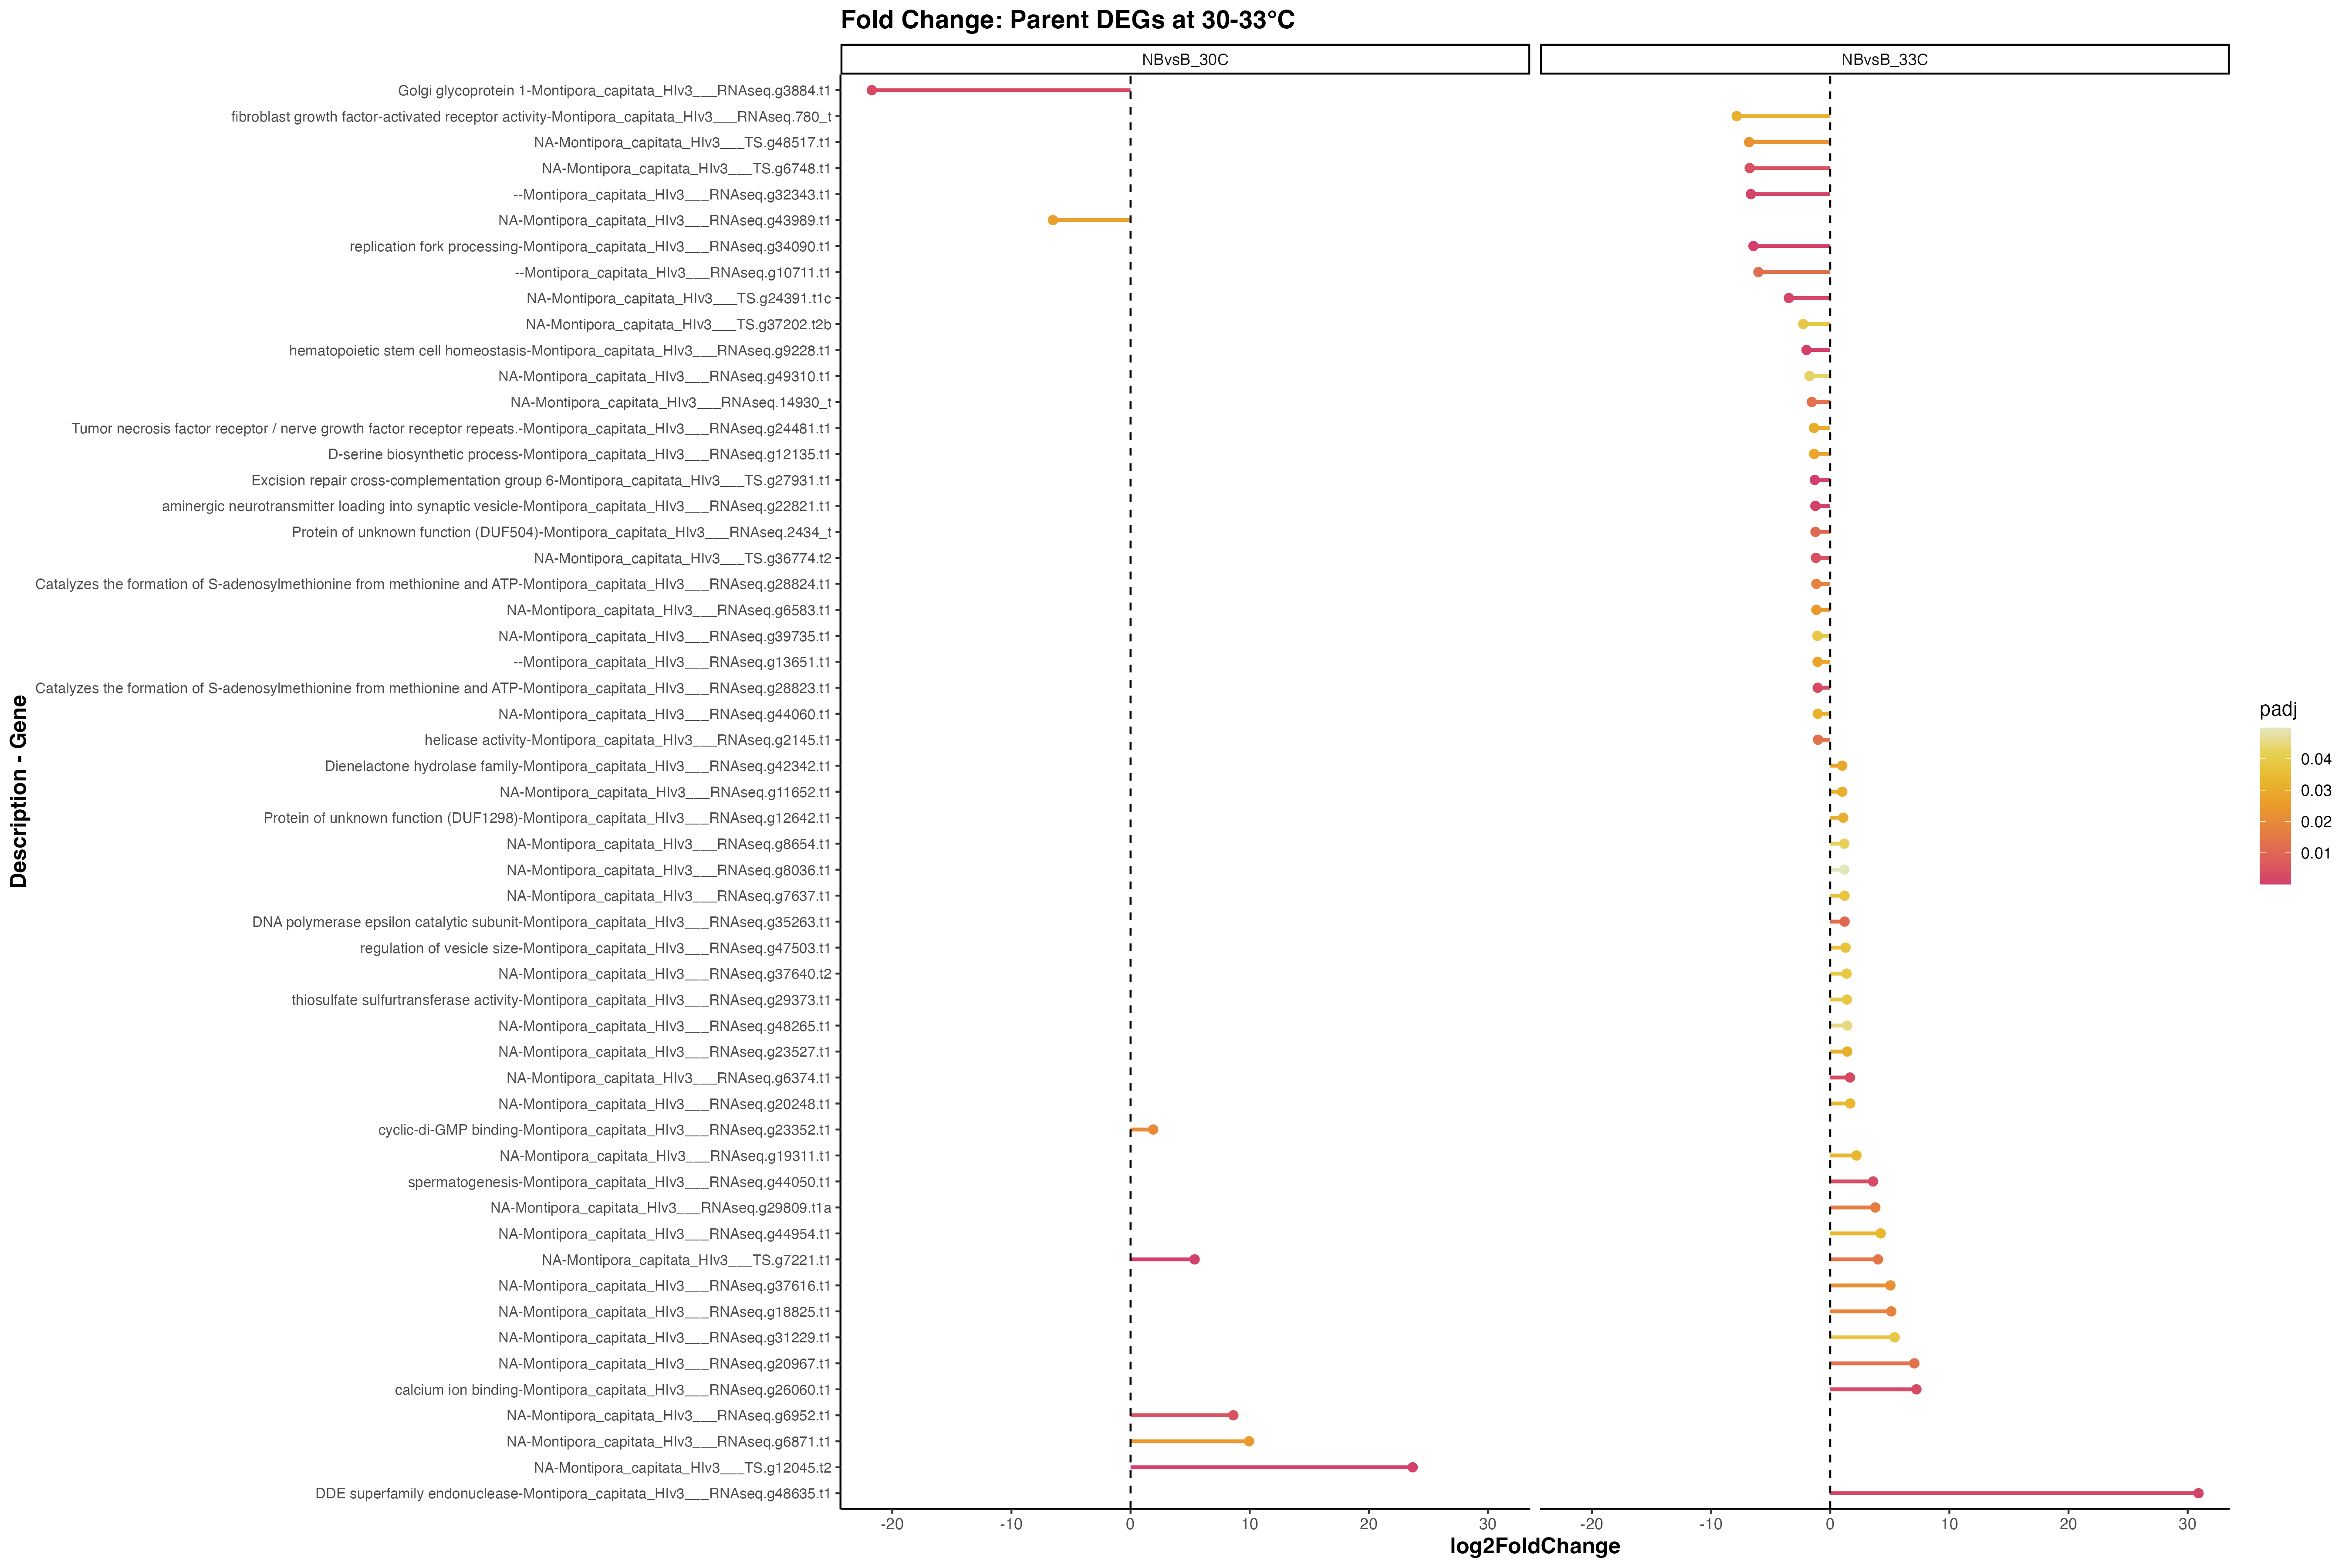 Fold Change: Parent DEGs at 30-33°C
NBvsB_30C
NBvsB_33C
Description - Gene
Golgi glycoprotein 1-Montipora_capitata_HIv3___RNAseq.g3884.t1
fibroblast growth factor-activated receptor activity-Montipora_capitata_HIv3___RNAseq.780_t
NA-Montipora_capitata_HIv3___TS.g48517.t1
NA-Montipora_capitata_HIv3___TS.g6748.t1
--Montipora_capitata_HIv3___RNAseq.g32343.t1
NA-Montipora_capitata_HIv3___RNAseq.g43989.t1
replication fork processing-Montipora_capitata_HIv3___RNAseq.g34090.t1
--Montipora_capitata_HIv3___RNAseq.g10711.t1
NA-Montipora_capitata_HIv3___TS.g24391.t1c
NA-Montipora_capitata_HIv3___TS.g37202.t2b
hematopoietic stem cell homeostasis-Montipora_capitata_HIv3___RNAseq.g9228.t1
NA-Montipora_capitata_HIv3___RNAseq.g49310.t1
NA-Montipora_capitata_HIv3___RNAseq.14930_t
Tumor necrosis factor receptor / nerve growth factor receptor repeats.-Montipora_capitata_HIv3___RNAseq.g24481.t1
D-serine biosynthetic process-Montipora_capitata_HIv3___RNAseq.g12135.t1
Excision repair cross-complementation group 6-Montipora_capitata_HIv3___TS.g27931.t1
aminergic neurotransmitter loading into synaptic vesicle-Montipora_capitata_HIv3___RNAseq.g22821.t1
Protein of unknown function (DUF504)-Montipora_capitata_HIv3___RNAseq.2434_t
NA-Montipora_capitata_HIv3___TS.g36774.t2
Catalyzes the formation of S-adenosylmethionine from methionine and ATP-Montipora_capitata_HIv3___RNAseq.g28824.t1
NA-Montipora_capitata_HIv3___RNAseq.g6583.t1
NA-Montipora_capitata_HIv3___RNAseq.g39735.t1
--Montipora_capitata_HIv3___RNAseq.g13651.t1
Catalyzes the formation of S-adenosylmethionine from methionine and ATP-Montipora_capitata_HIv3___RNAseq.g28823.t1
NA-Montipora_capitata_HIv3___RNAseq.g44060.t1
helicase activity-Montipora_capitata_HIv3___RNAseq.g2145.t1
Dienelactone hydrolase family-Montipora_capitata_HIv3___RNAseq.g42342.t1
NA-Montipora_capitata_HIv3___RNAseq.g11652.t1
Protein of unknown function (DUF1298)-Montipora_capitata_HIv3___RNAseq.g12642.t1
NA-Montipora_capitata_HIv3___RNAseq.g8654.t1
NA-Montipora_capitata_HIv3___RNAseq.g8036.t1
NA-Montipora_capitata_HIv3___RNAseq.g7637.t1
DNA polymerase epsilon catalytic subunit-Montipora_capitata_HIv3___RNAseq.g35263.t1
regulation of vesicle size-Montipora_capitata_HIv3___RNAseq.g47503.t1
NA-Montipora_capitata_HIv3___RNAseq.g37640.t2
thiosulfate sulfurtransferase activity-Montipora_capitata_HIv3___RNAseq.g29373.t1
NA-Montipora_capitata_HIv3___RNAseq.g48265.t1
NA-Montipora_capitata_HIv3___RNAseq.g23527.t1
NA-Montipora_capitata_HIv3___RNAseq.g6374.t1
NA-Montipora_capitata_HIv3___RNAseq.g20248.t1
cyclic-di-GMP binding-Montipora_capitata_HIv3___RNAseq.g23352.t1
NA-Montipora_capitata_HIv3___RNAseq.g19311.t1
spermatogenesis-Montipora_capitata_HIv3___RNAseq.g44050.t1
NA-Montipora_capitata_HIv3___RNAseq.g29809.t1a
NA-Montipora_capitata_HIv3___RNAseq.g44954.t1
NA-Montipora_capitata_HIv3___TS.g7221.t1
NA-Montipora_capitata_HIv3___RNAseq.g37616.t1
NA-Montipora_capitata_HIv3___RNAseq.g18825.t1
NA-Montipora_capitata_HIv3___RNAseq.g31229.t1
NA-Montipora_capitata_HIv3___RNAseq.g20967.t1
calcium ion binding-Montipora_capitata_HIv3___RNAseq.g26060.t1
NA-Montipora_capitata_HIv3___RNAseq.g6952.t1
NA-Montipora_capitata_HIv3___RNAseq.g6871.t1
NA-Montipora_capitata_HIv3___TS.g12045.t2
DDE superfamily endonuclease-Montipora_capitata_HIv3___RNAseq.g48635.t1
-20 -10 0 10 20 30
-20 -10 0 10 20 30
log2FoldChange
padj
0.04
0.03
0.02
0.01